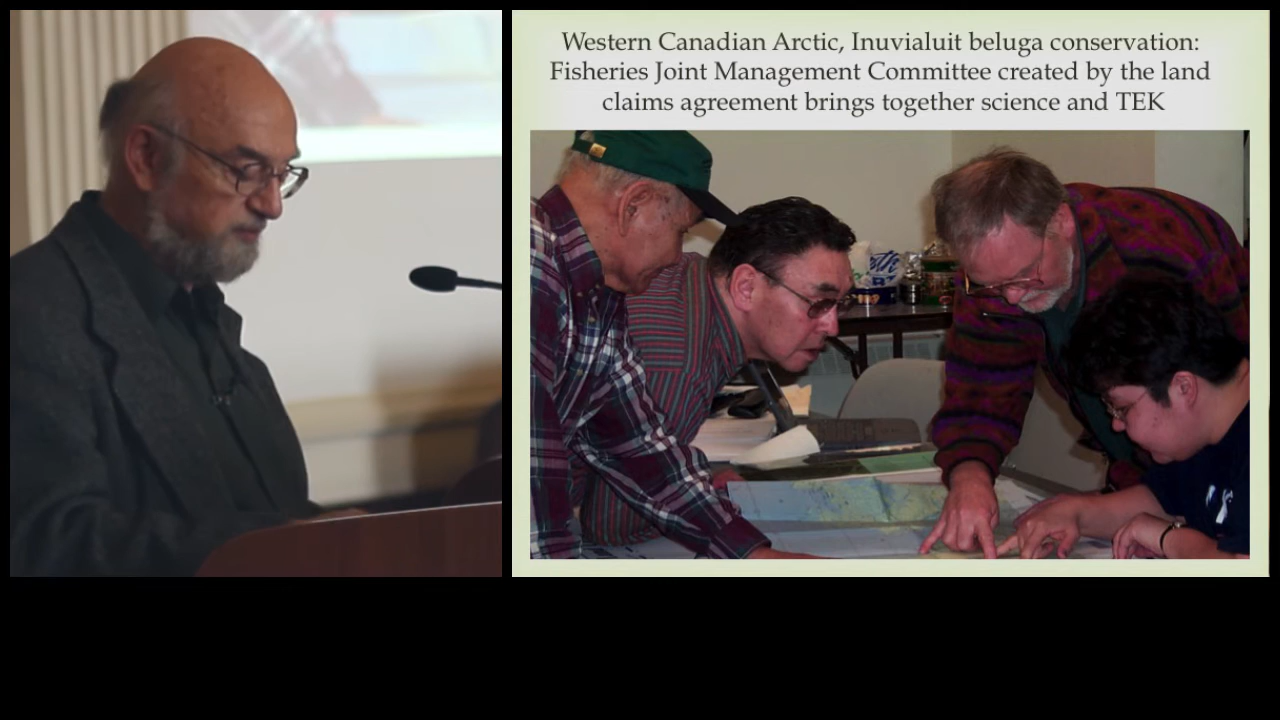 Western Canadian Arctic, Inuvialuit beluga conservation:
Fisheries Joint Management Committee created by the land
claims agreement brings together science and TEK